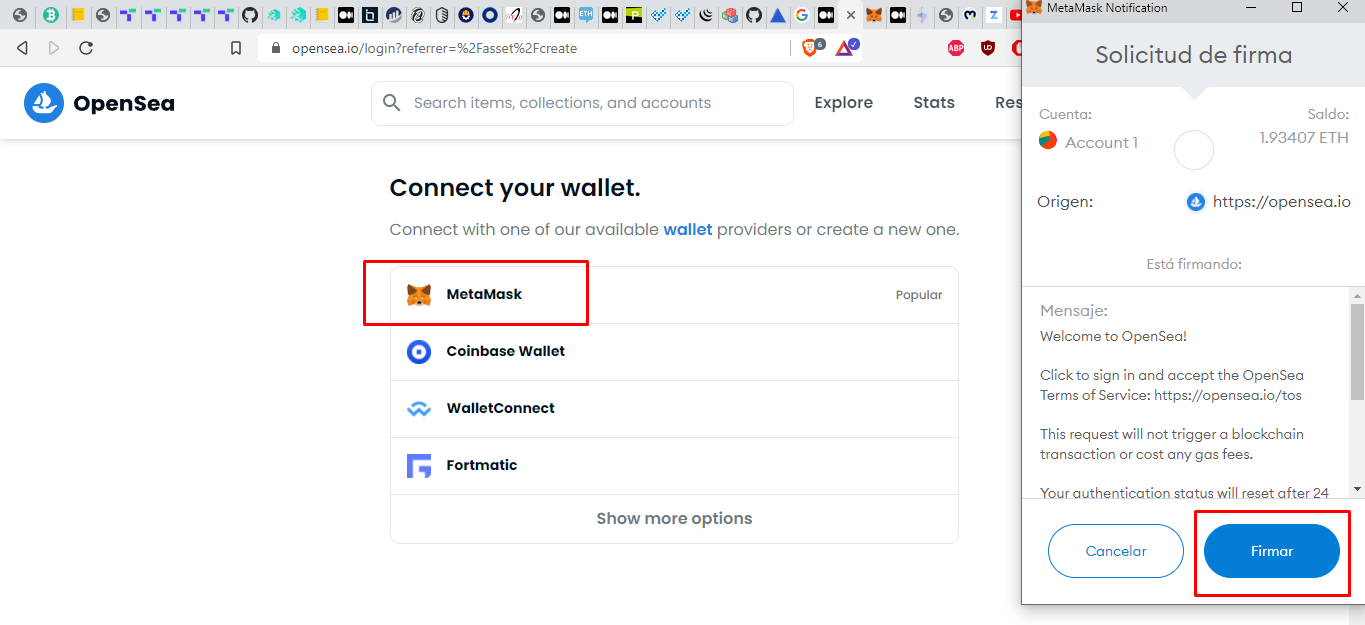 MetaMask Notification
opensea.io/login?referrer=%2Fasset%2Fcreate
6
ABP
OpenSea
Search items, collections, and accounts
Explore
Stats
Res
Connect your wallet.
Connect with one of our available wallet providers or create a new one.
MetaMask
Popular
Coinbase Wallet
WalletConnect
Fortmatic
Show more options
Solicitud de firma
Cuenta:
Saldo:
Account 1
1.93407 ETH
Origen:
https://opensea.io
Está firmando:
Mensaje:
Welcome to OpenSea!
Click to sign in and accept the OpenSea
Terms of Service: https://opensea.io/tos
This request will not trigger a blockchain
transaction or cost any gas fees.
Your authentication status will reset after 24
Cancelar
Firmar